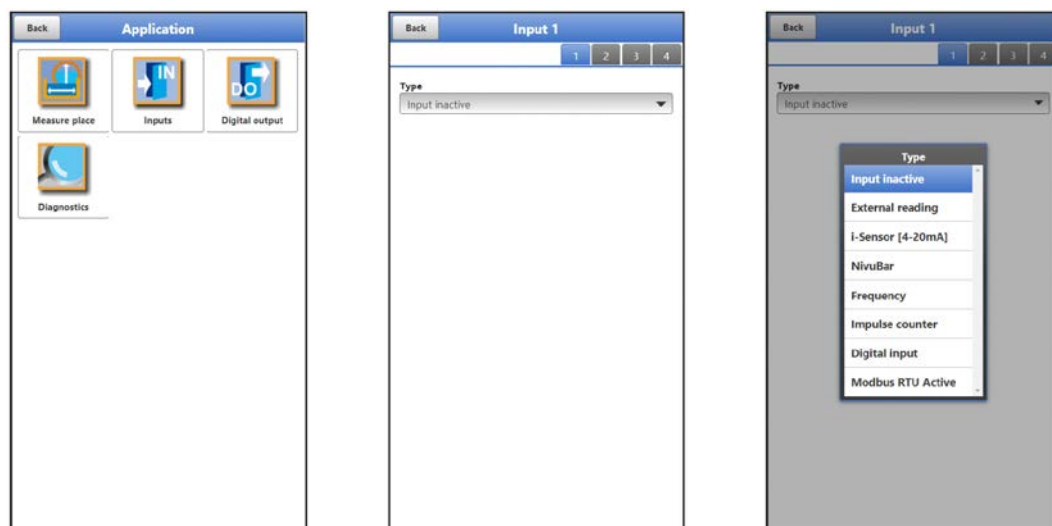 Back Application
IN
DO
Measure place Inputs Digital output
Diagnostics
Back Input 1
1 2 3 4
Type
Input inactive
Back Input 1
1 2 3 4
Type
Input inactive
Type
Input inactive
External reading
i-Sensor [4-20mA]
NivuBar
Frequency
Impulse counter
Digital input
Modbus RTU Active